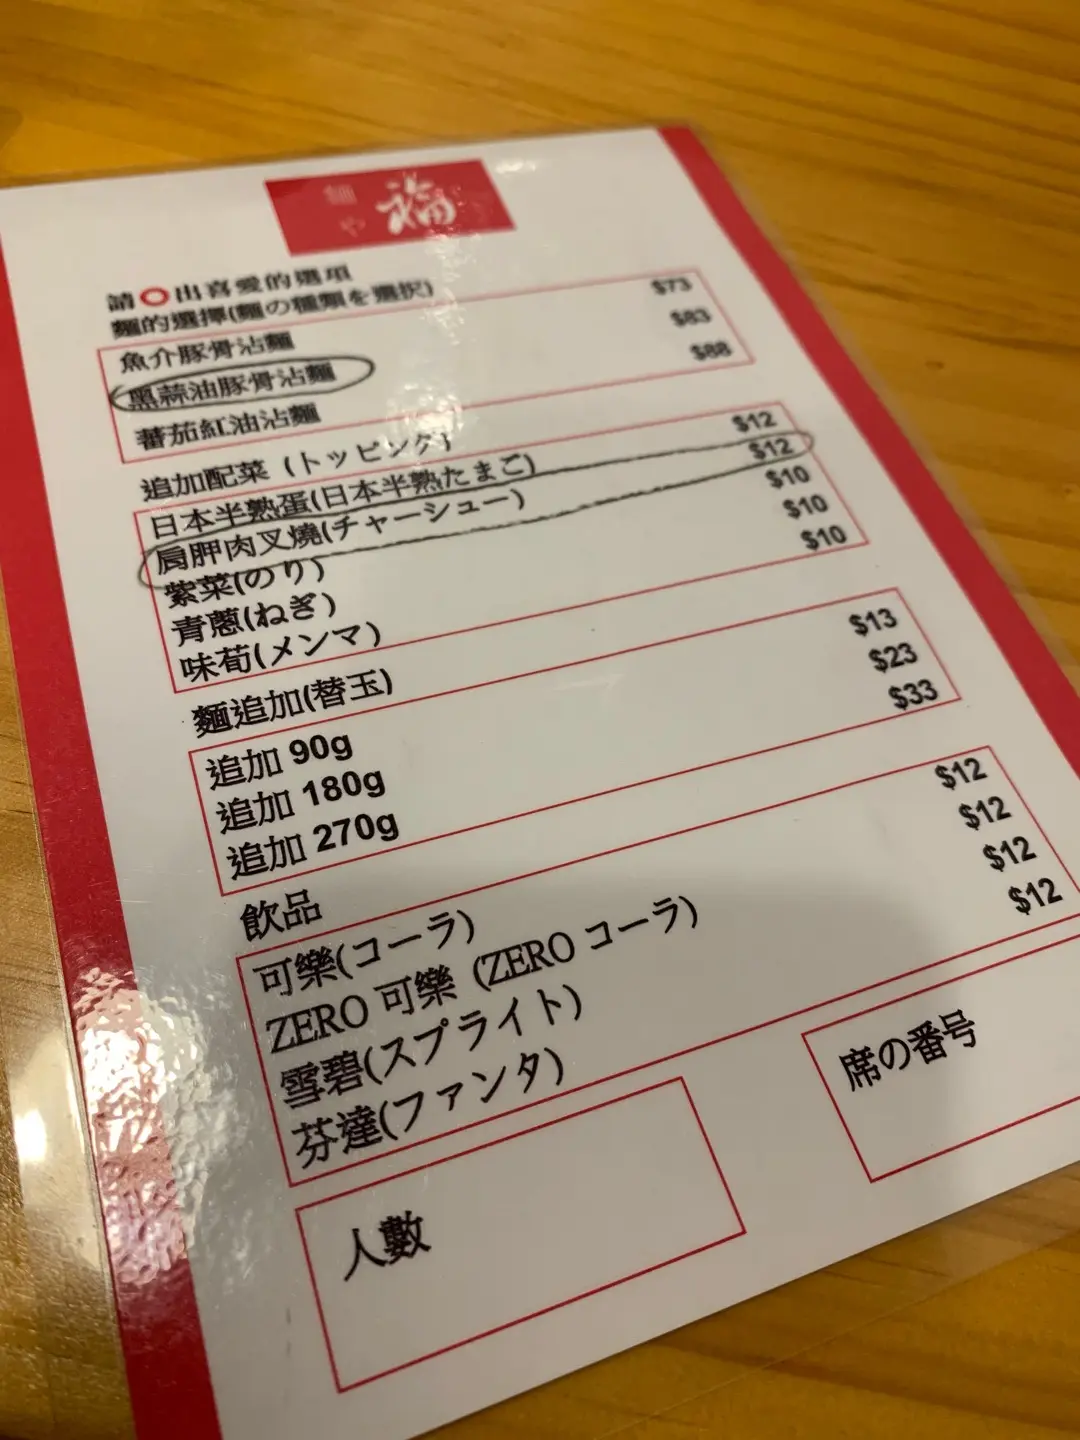 麺や 福
請⭕出喜愛的選項
麵的選擇(麵の種類を選択)
魚介豚骨沾麵 $73
黑蒜油豚骨沾麵 $83
蕃茄紅油沾麵 $88
追加配菜 (トッピング)
日本半熟蛋(日本半熟たまご) $12
肩胛肉叉燒(チャーシュー) $12
紫菜(のり) $10
青蔥(ねぎ) $10
味荀(メンマ) $10
麵追加(替玉)
追加 90g $13
追加 180g $23
追加 270g $33
飲品
可樂(コーラ) $12
ZERO 可樂 (ZERO コーラ) $12
雪碧(スプライト) $12
芬達(ファンタ) $12
人數
席の番号